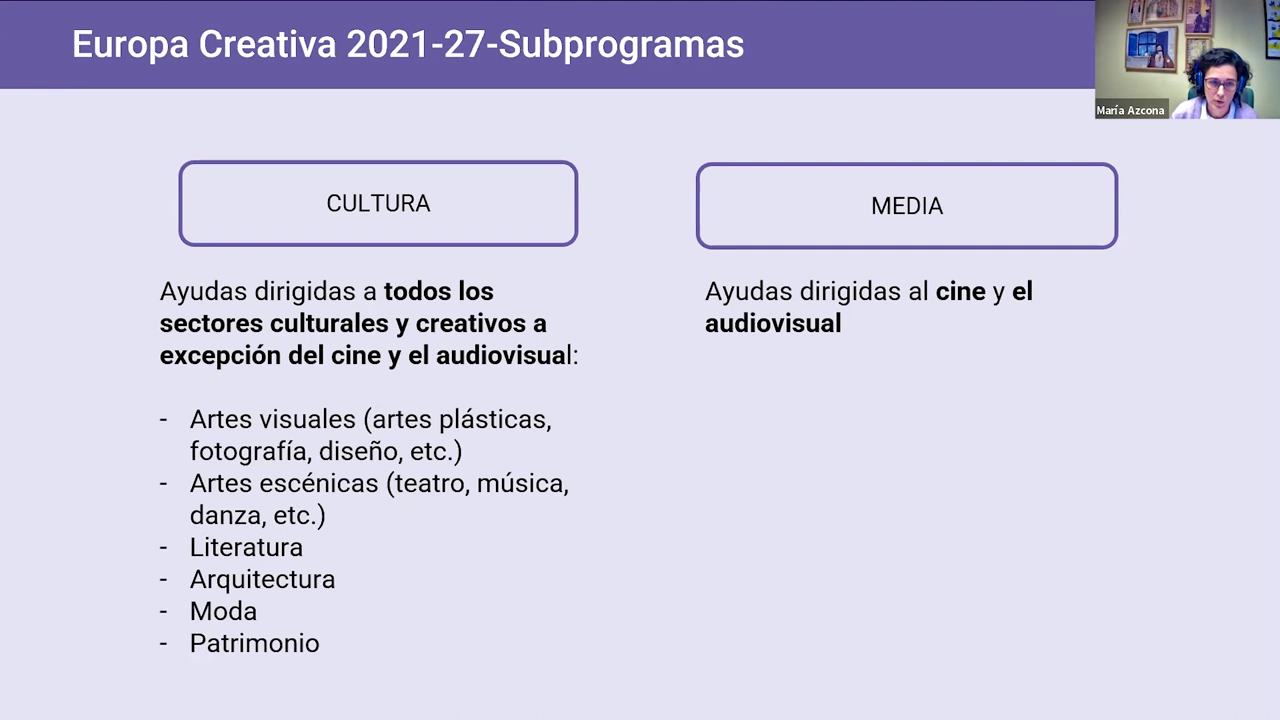 Europa Creativa 2021-27-Subprogramas
María Azcona
CULTURA
Ayudas dirigidas a todos los
sectores culturales y creativos a
excepción del cine y el audiovisual:
- Artes visuales (artes plásticas,
fotografía, diseño, etc.)
- Artes escénicas (teatro, música,
danza, etc.)
- Literatura
- Arquitectura
- Moda
- Patrimonio
MEDIA
Ayudas dirigidas al cine y el
audiovisual